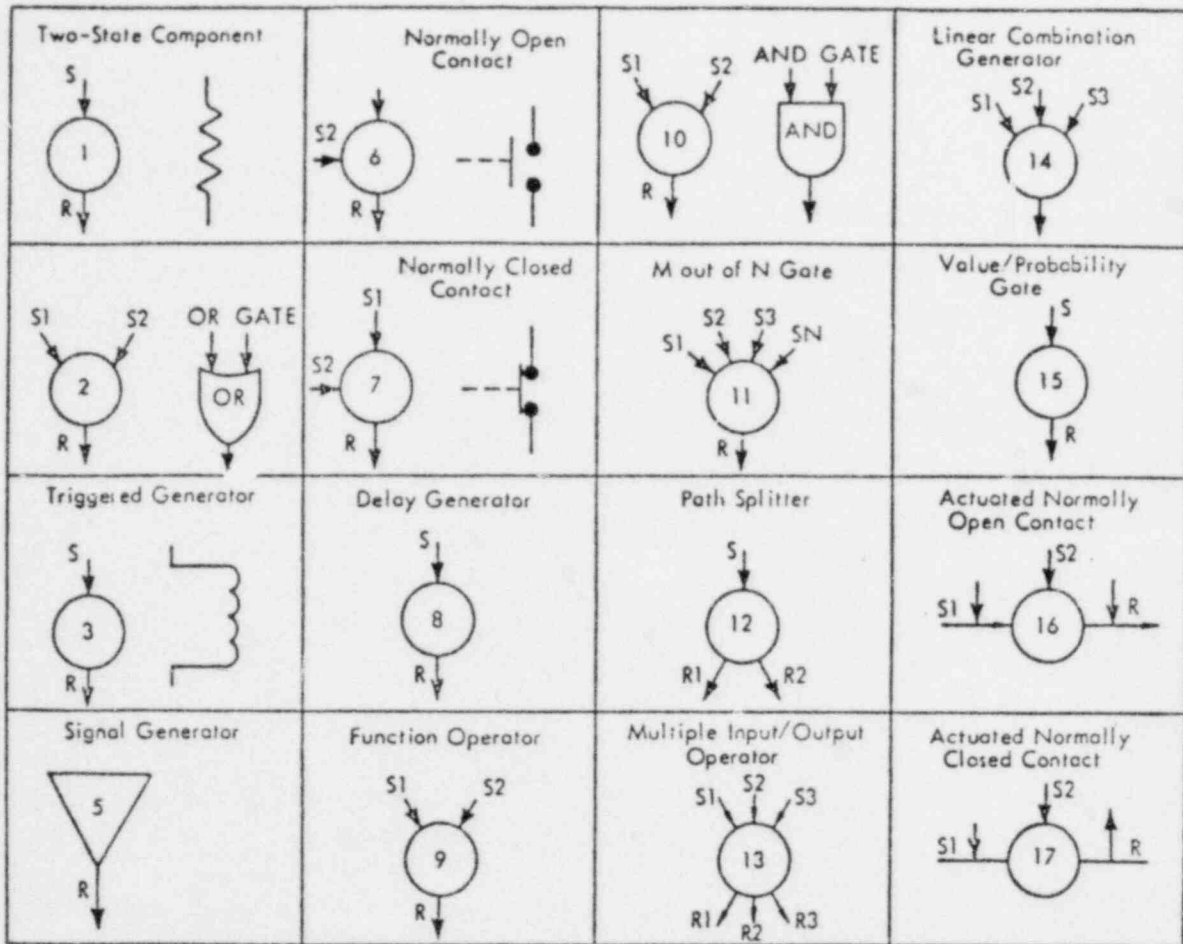 Two-State Component
S
1
R
Normally Open
Contact
S2
6
R
S1
S2
10
R
AND GATE
AND
Linear Combination
Generator
S1
S2
S3
14
S1
S2
2
R
OR GATE
OR
Normally Closed
Contact
S1
S2
7
R
M out of N Gate
S1
S2
S3
SN
11
R
Value/Probability
Gate
S
15
R
Triggered Generator
S
3
R
Delay Generator
S
8
R
Path Splitter
S
12
R1
R2
Actuated Normally
Open Contact
S2
S1
16
R
Signal Generator
5
R
Function Operator
S1
S2
9
R
Multiple Input/Output
Operator
S1
S2
S3
13
R1
R2
R3
Actuated Normally
Closed Contact
S2
S1
17
R